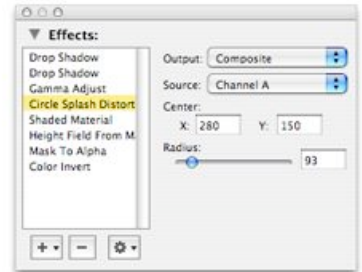 Effects:
Drop Shadow
Drop Shadow
Gamma Adjust
Circle Splash Distort
Shaded Material
Height Field From M
Mask To Alpha
Color Invert
Output: Composite
Source: Channel A
Center:
X: 280 Y: 150
Radius:
93